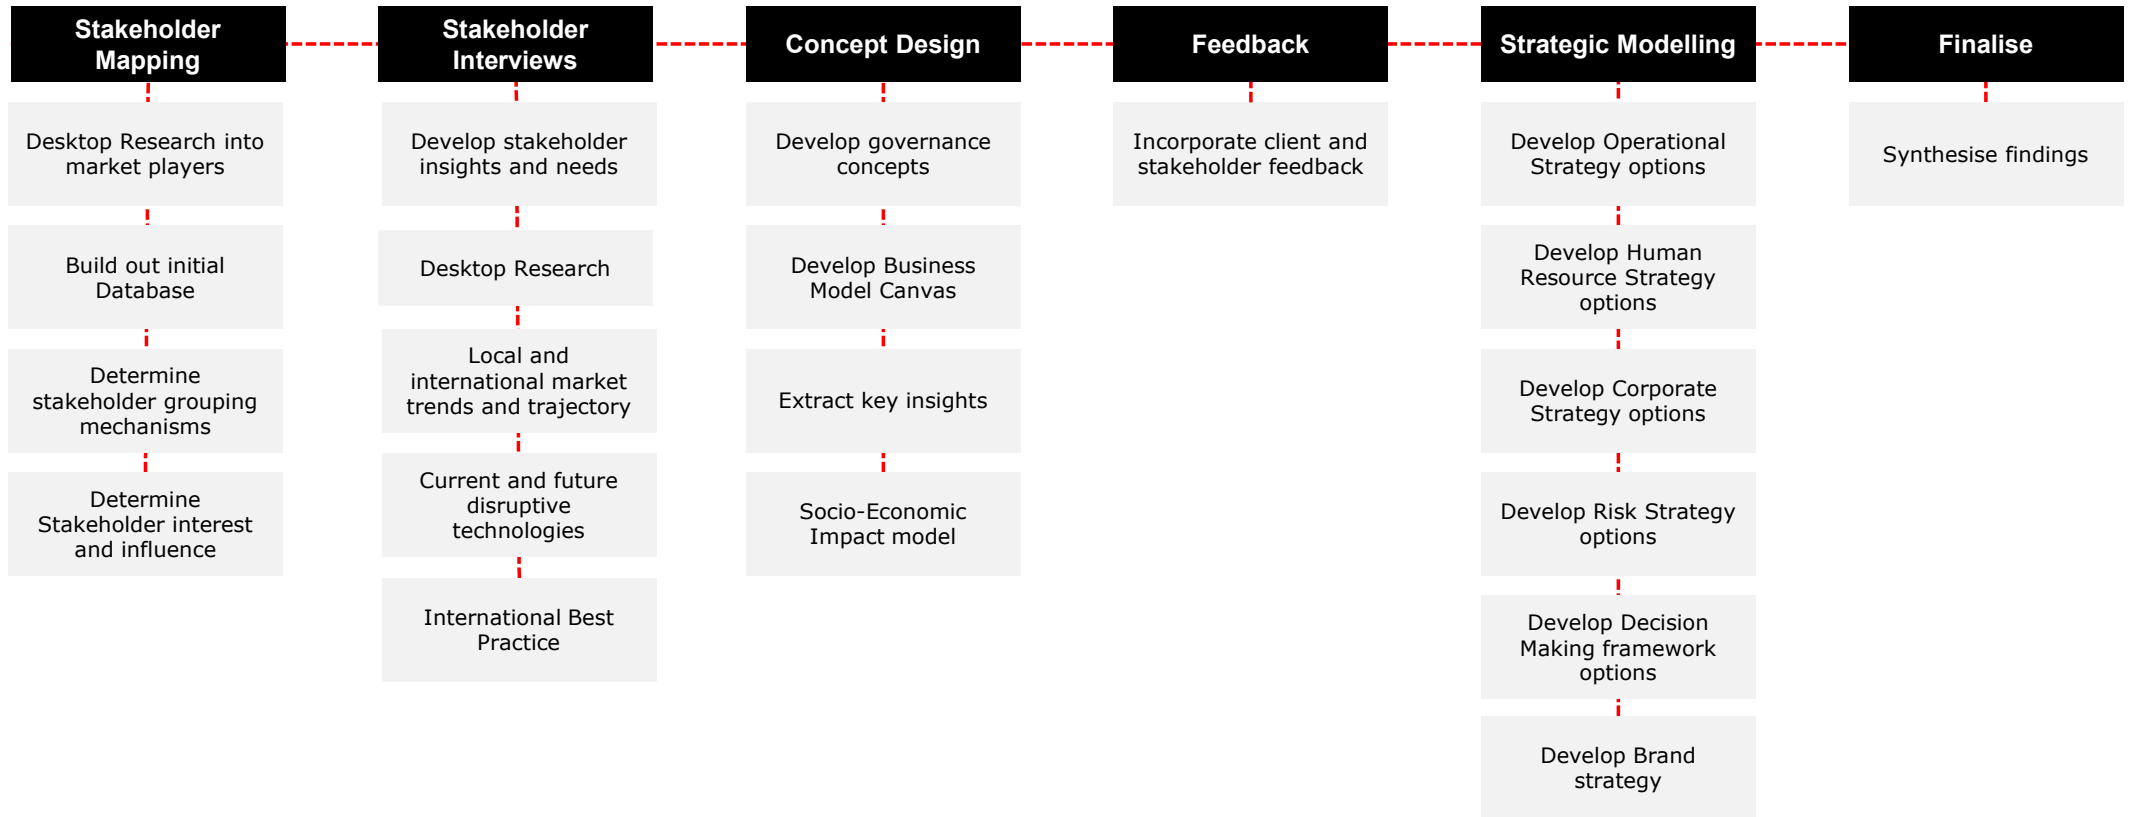 Stakeholder
Mapping
Stakeholder
Interviews
Concept Design
Feedback
Strategic Modelling
Finalise
Desktop Research into
market players
Build out initial
Database
Determine
stakeholder grouping
mechanisms
Determine
Stakeholder interest
and influence
Develop stakeholder
insights and needs
Desktop Research
Local and
international market
trends and trajectory
Current and future
disruptive
technologies
International Best
Practice
Develop governance
concepts
Develop Business
Model Canvas
Extract key insights
Socio-Economic
Impact model
Incorporate client and
stakeholder feedback
Develop Operational
Strategy options
Develop Human
Resource Strategy
options
Develop Corporate
Strategy options
Develop Risk Strategy
options
Develop Decision
Making framework
options
Develop Brand
strategy
Synthesise findings